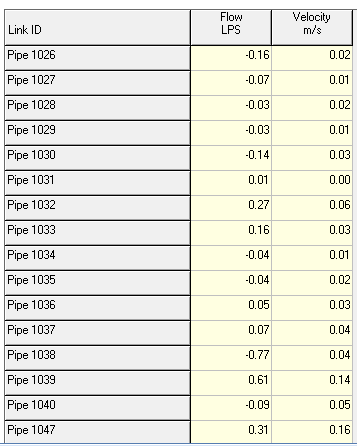 Link ID Flow LPS Velocity m/s
Pipe 1026 -0.16 0.02
Pipe 1027 -0.07 0.01
Pipe 1028 -0.03 0.02
Pipe 1029 -0.03 0.01
Pipe 1030 -0.14 0.03
Pipe 1031 0.01 0.00
Pipe 1032 0.27 0.06
Pipe 1033 0.16 0.03
Pipe 1034 -0.04 0.01
Pipe 1035 -0.04 0.02
Pipe 1036 0.05 0.03
Pipe 1037 0.07 0.04
Pipe 1038 -0.77 0.04
Pipe 1039 0.61 0.14
Pipe 1040 -0.09 0.05
Pipe 1047 0.31 0.16